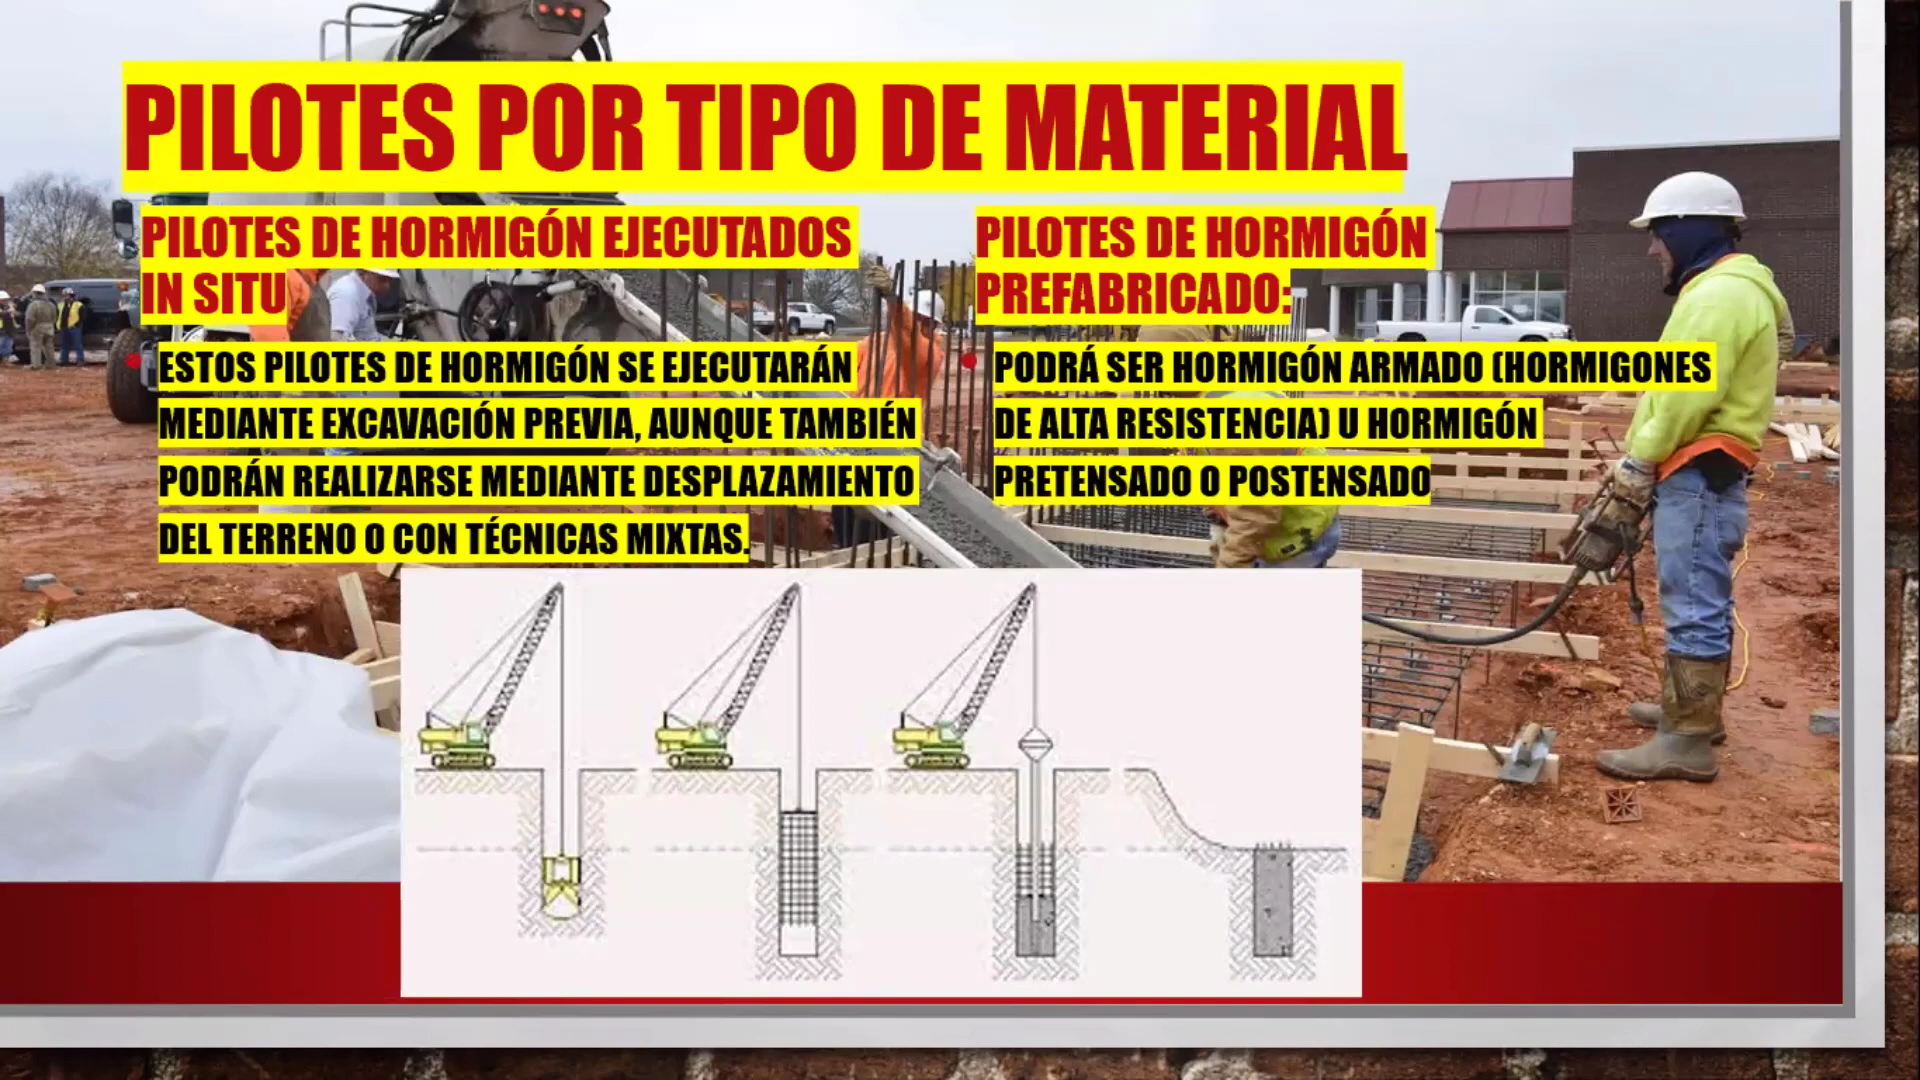 PILOTES POR TIPO DE MATERIAL
PILOTES DE HORMIGÓN EJECUTADOS
IN SITU
ESTOS PILOTES DE HORMIGÓN SE EJECUTARÁN
MEDIANTE EXCAVACIÓN PREVIA, AUNQUE TAMBIÉN
PODRÁN REALIZARSE MEDIANTE DESPLAZAMIENTO
DEL TERRENO O CON TÉCNICAS MIXTAS.
PILOTES DE HORMIGÓN
PREFABRICADO:
PODRÁ SER HORMIGÓN ARMADO (HORMIGONES
DE ALTA RESISTENCIA) U HORMIGÓN
PRETENSADO O POSTENSADO